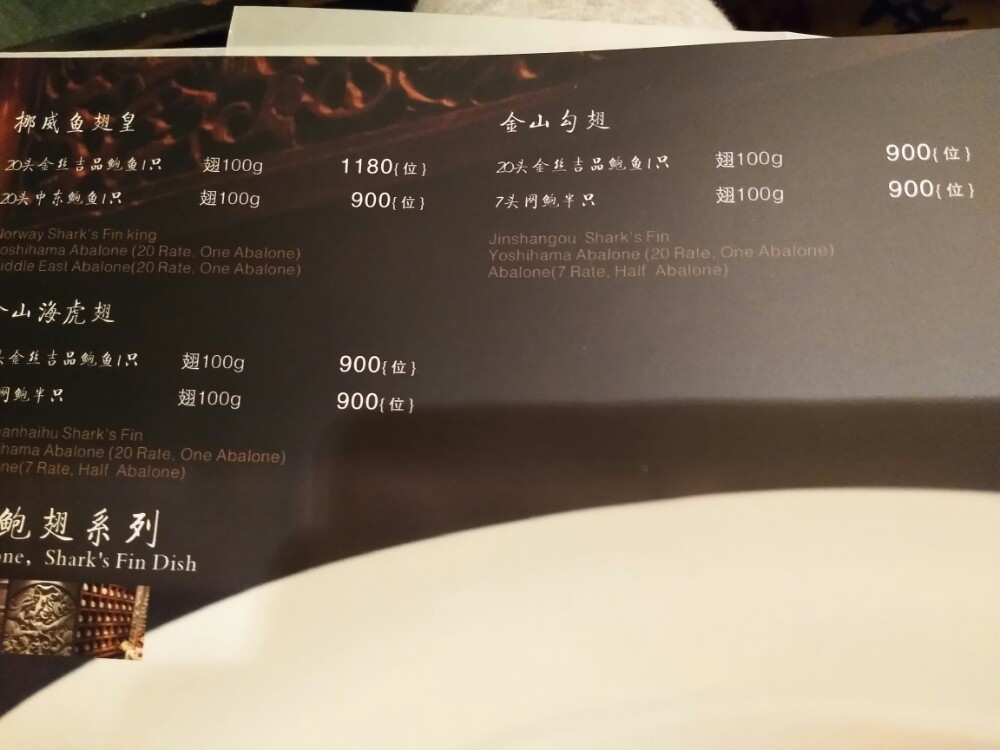 挪威鱼翅皇
20头金丝吉品鲍鱼1只 翅100g 1180{位}
20头中东鲍鱼1只 翅100g 900{位}
Norway Shark's Fin king
oshihama Abalone (20 Rate, One Abalone)
iddle East Abalone(20 Rate, One Abalone)
金山勾翅
20头金丝吉品鲍鱼1只 翅100g 900{位}
7头网鲍半只 翅100g 900{位}
Jinshangou Shark's Fin
Yoshihama Abalone (20 Rate, One Abalone)
Abalone(7 Rate, Half Abalone)
山海虎翅
头金丝吉品鲍鱼1只 翅100g 900{位}
网鲍半只 翅100g 900{位}
anhaihu Shark's Fin
hama Abalone (20 Rate, One Abalone)
ne(7 Rate, Half Abalone)
鲍翅系列
one, Shark's Fin Dish